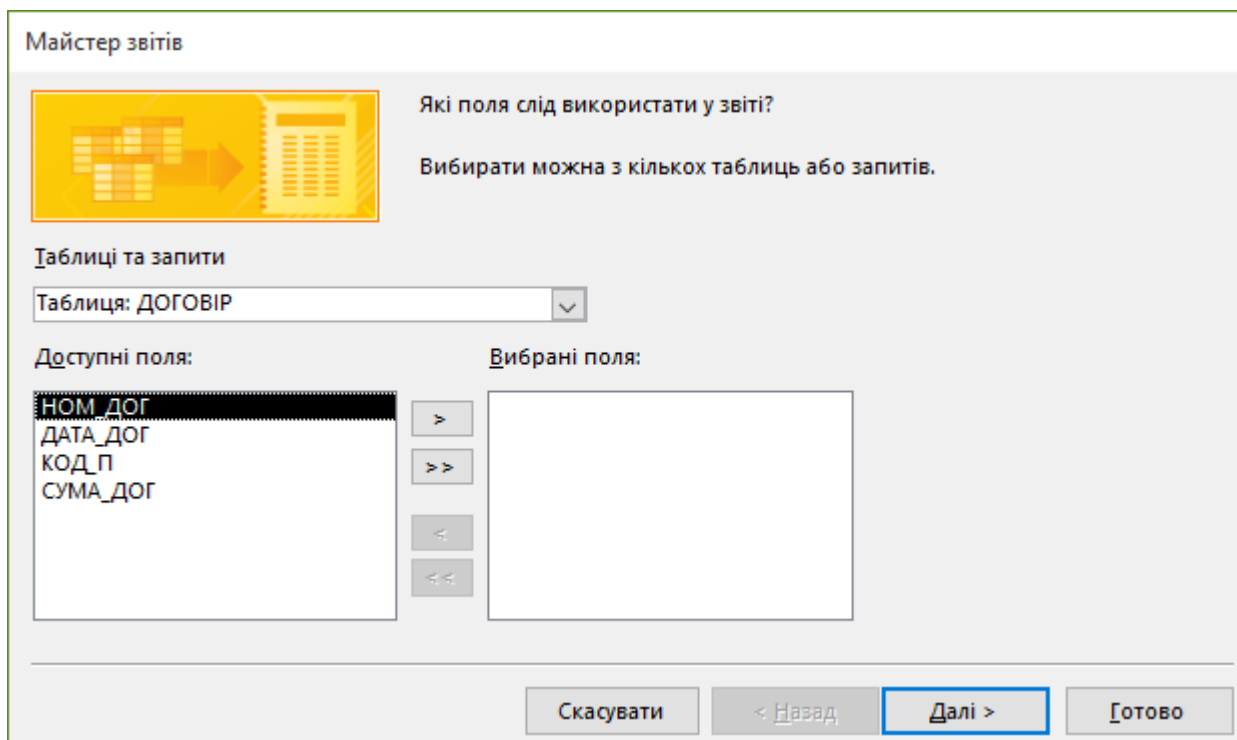 Майстер звітів
Які поля слід використати у звіті?
Вибирати можна з кількох таблиць або запитів.
Таблиці та запити
Таблиця: ДОГОВІР
Доступні поля:
Вибрані поля:
НОМ_ДОГ
ДАТА_ДОГ
КОД_П
СУМА_ДОГ
>
>>
<
<<
Скасувати
< Назад
Далі >
Готово